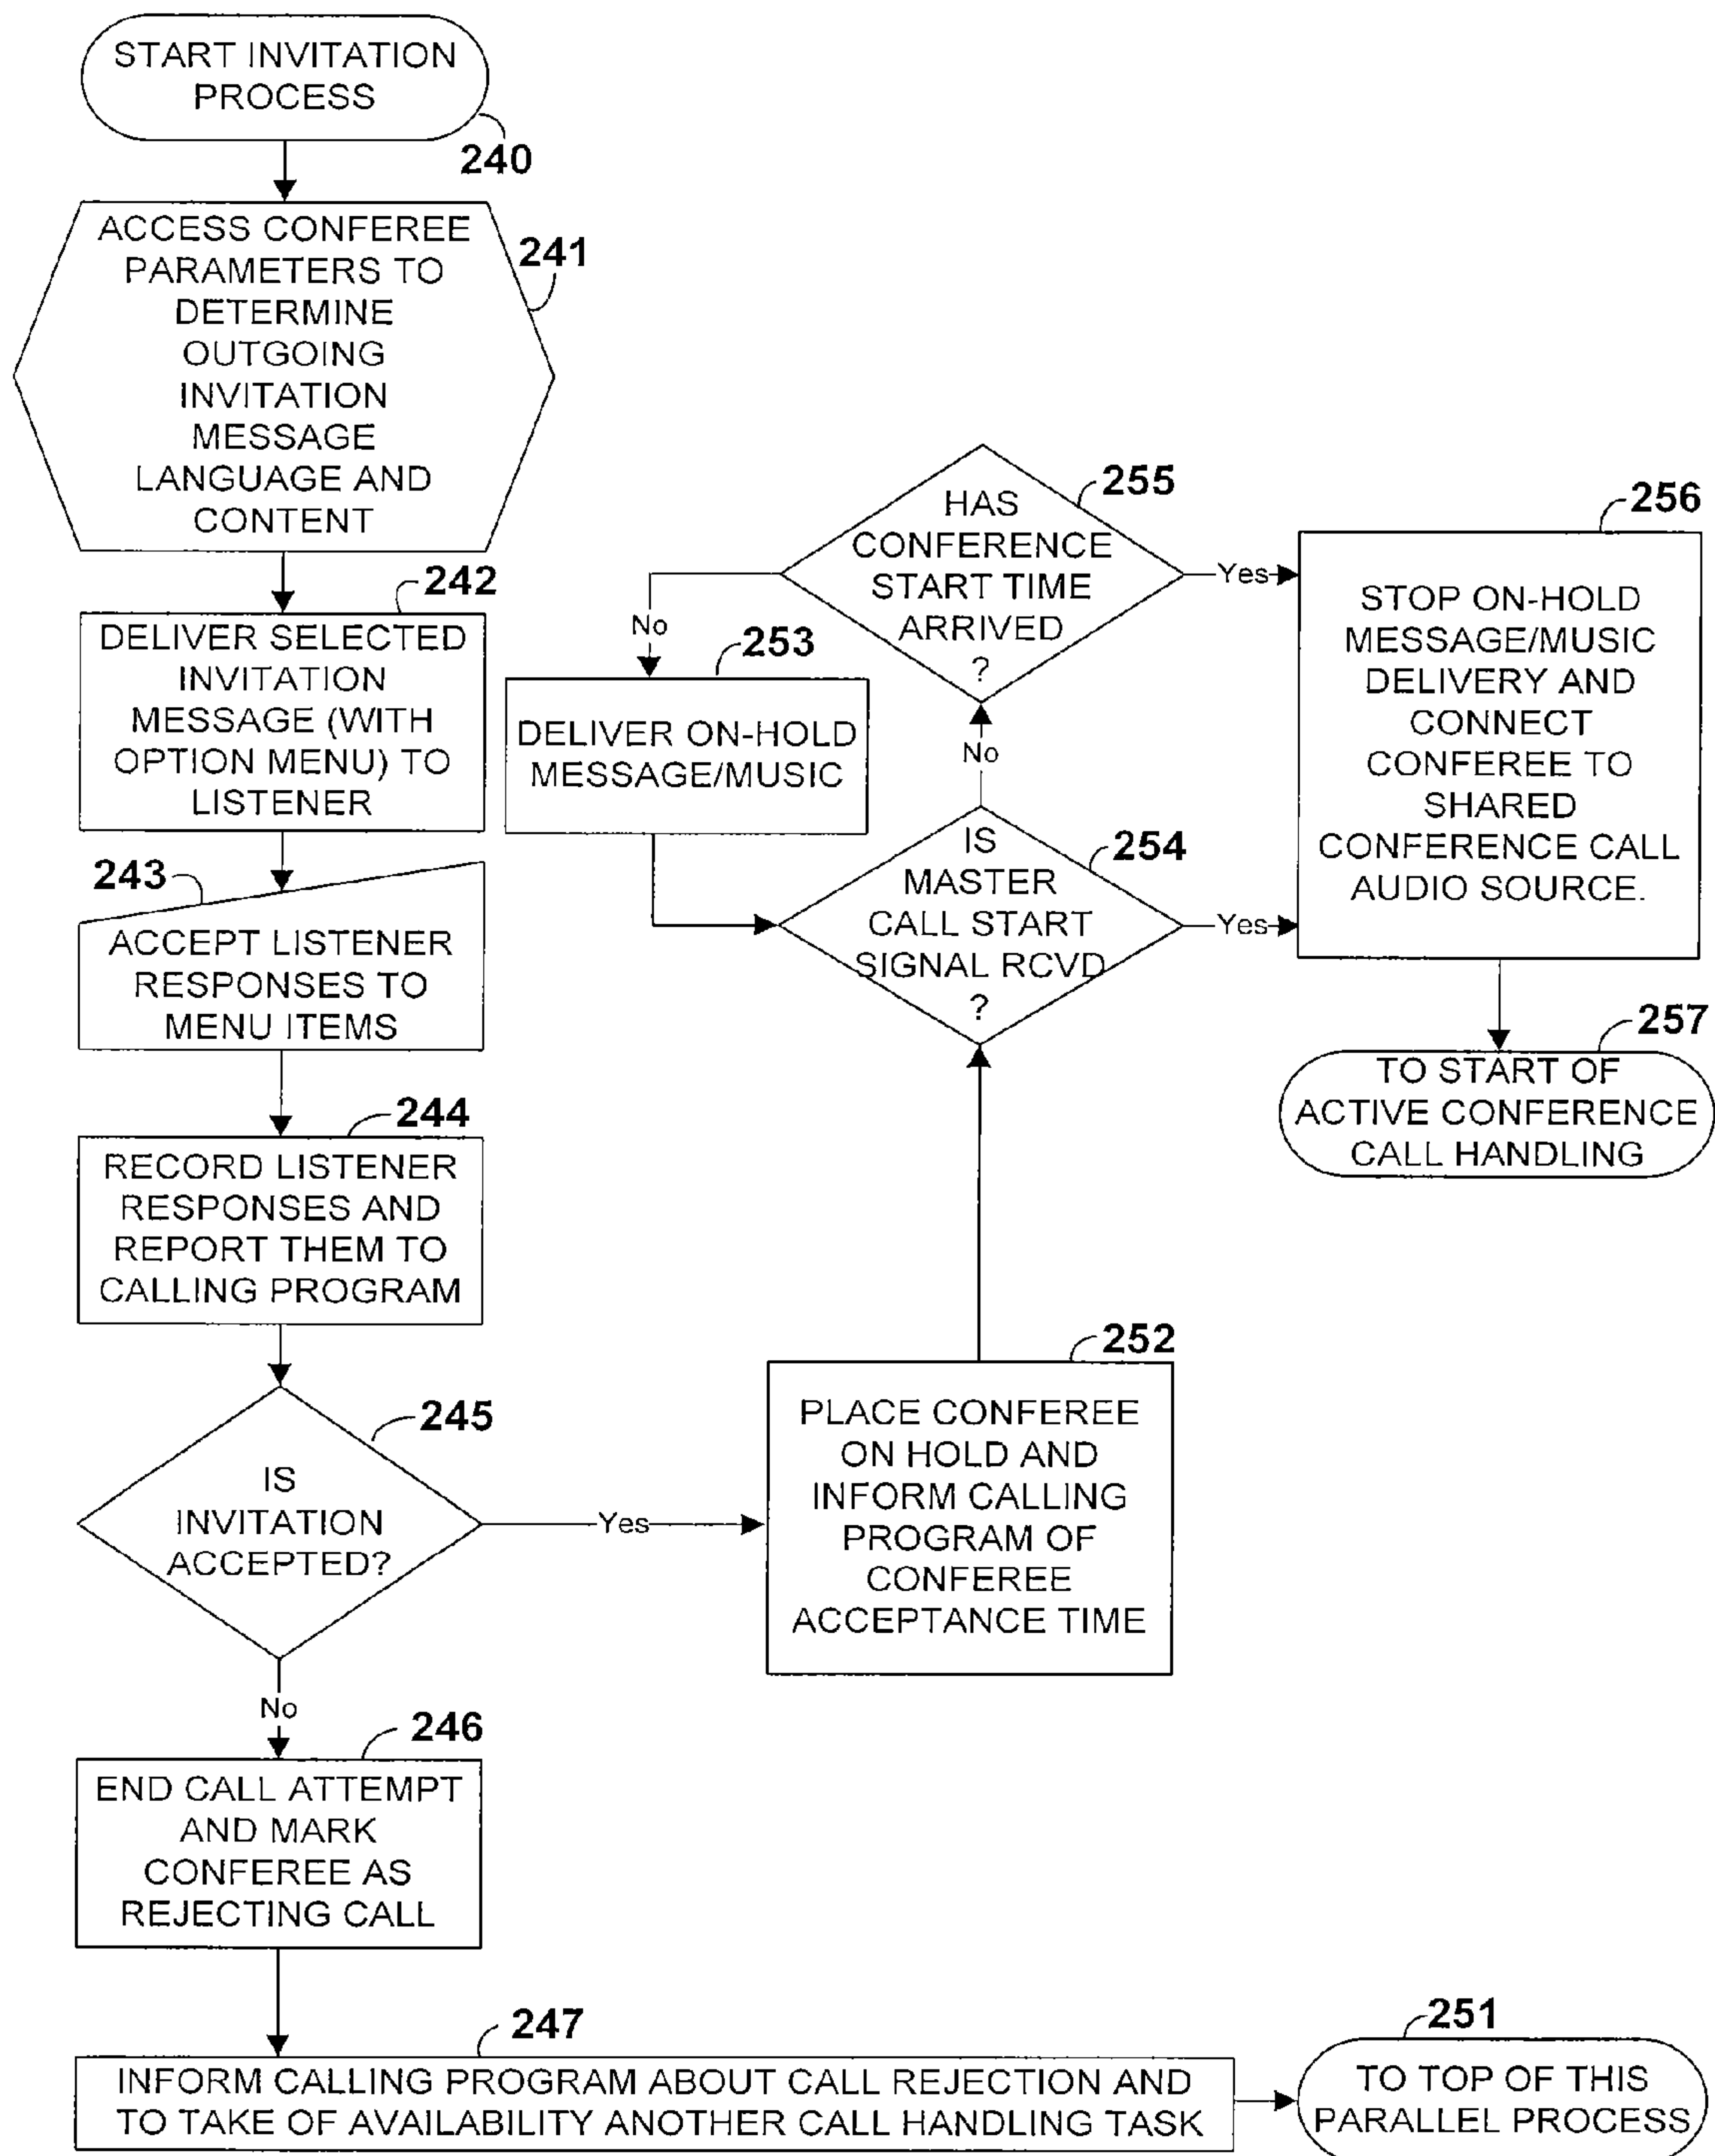 START INVITATION
PROCESS
240
ACCESS CONFEREE
PARAMETERS TO
DETERMINE
OUTGOING
INVITATION
MESSAGE
LANGUAGE AND
CONTENT
241
242
DELIVER SELECTED
INVITATION
MESSAGE (WITH
OPTION MENU) TO
LISTENER
243
ACCEPT LISTENER
RESPONSES TO
MENU ITEMS
244
RECORD LISTENER
RESPONSES AND
REPORT THEM TO
CALLING PROGRAM
245
IS
INVITATION
ACCEPTED?
Yes
No
246
END CALL ATTEMPT
AND MARK
CONFEREE AS
REJECTING CALL
247
INFORM CALLING PROGRAM ABOUT CALL REJECTION AND
TO TAKE OF AVAILABILITY ANOTHER CALL HANDLING TASK
251
TO TOP OF THIS
PARALLEL PROCESS
252
PLACE CONFEREE
ON HOLD AND
INFORM CALLING
PROGRAM OF
CONFEREE
ACCEPTANCE TIME
254
IS
MASTER
CALL START
SIGNAL RCVD
?
Yes
No
255
HAS
CONFERENCE
START TIME
ARRIVED
?
Yes
No
253
DELIVER ON-HOLD
MESSAGE/MUSIC
256
STOP ON-HOLD
MESSAGE/MUSIC
DELIVERY AND
CONNECT
CONFEREE TO
SHARED
CONFERENCE CALL
AUDIO SOURCE.
257
TO START OF
ACTIVE CONFERENCE
CALL HANDLING